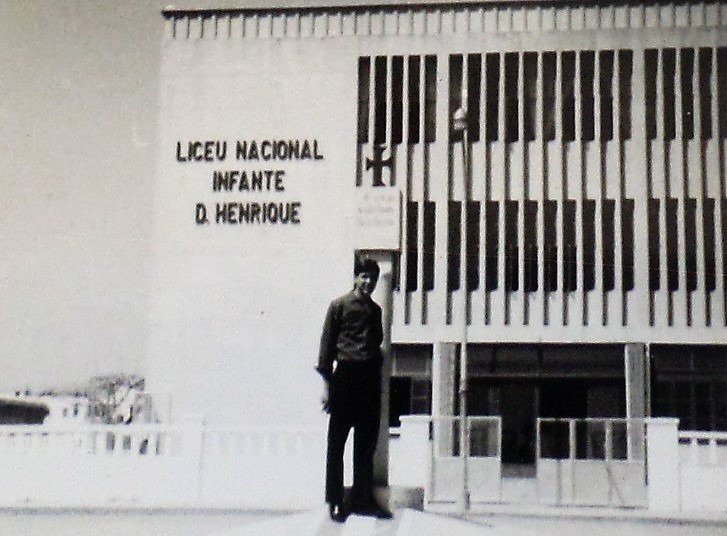 LICEU NACIONAL
INFANTE
D. HENRIQUE